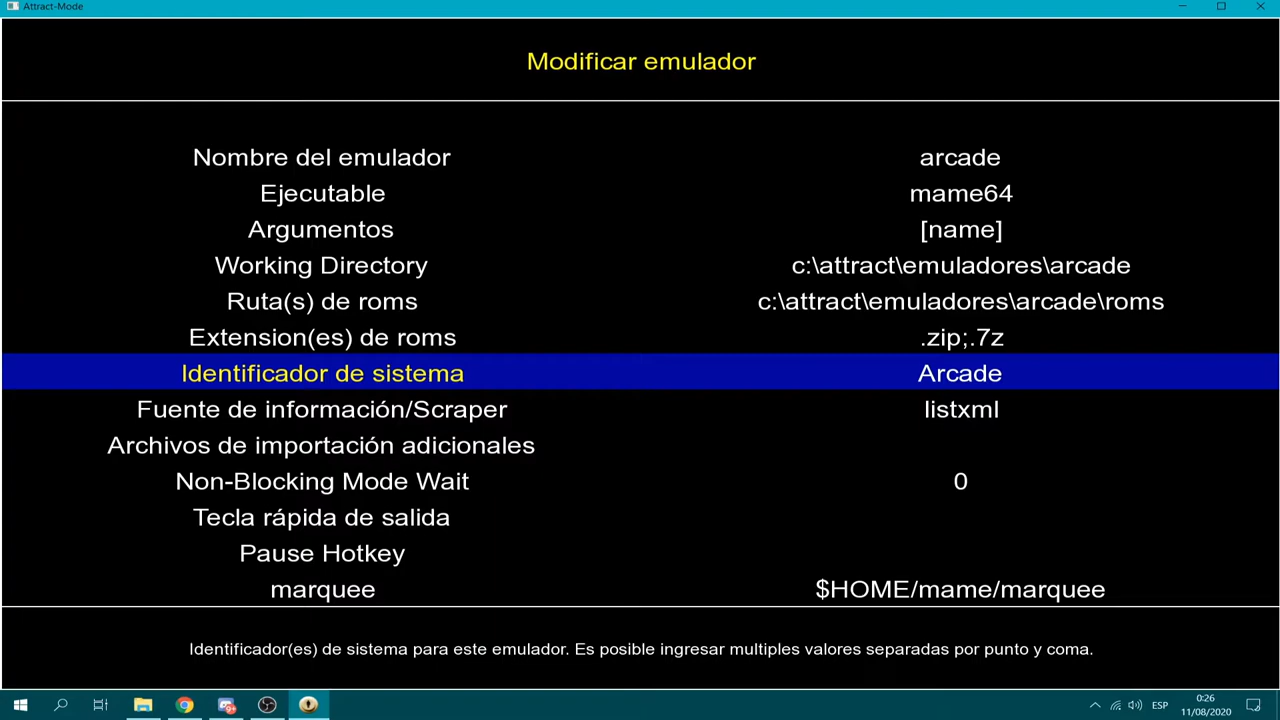 Attract-Mode
Modificar emulador
Nombre del emulador arcade
Ejecutable mame64
Argumentos [name]
Working Directory c:\attract\emuladores\arcade
Ruta(s) de roms c:\attract\emuladores\arcade\roms
Extension(es) de roms .zip;.7z
Identificador de sistema Arcade
Fuente de información/Scraper listxml
Archivos de importación adicionales
Non-Blocking Mode Wait 0
Tecla rápida de salida
Pause Hotkey
marquee $HOME/mame/marquee
Identificador(es) de sistema para este emulador. Es posible ingresar multiples valores separadas por punto y coma.
ESP
0:26
11/08/2020